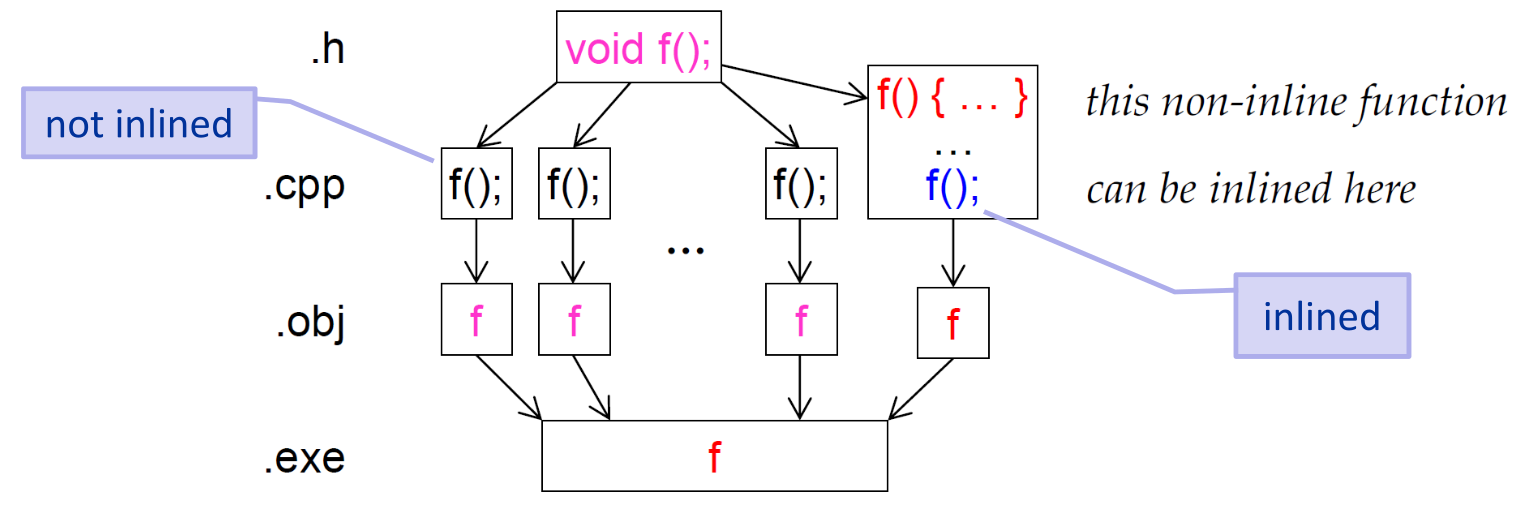 .h
void f();
f() { … }
this non-inline function
not inlined
...
.cpp
f();
f();
f();
f();
can be inlined here
...
.obj
f
f
f
f
inlined
.exe
f